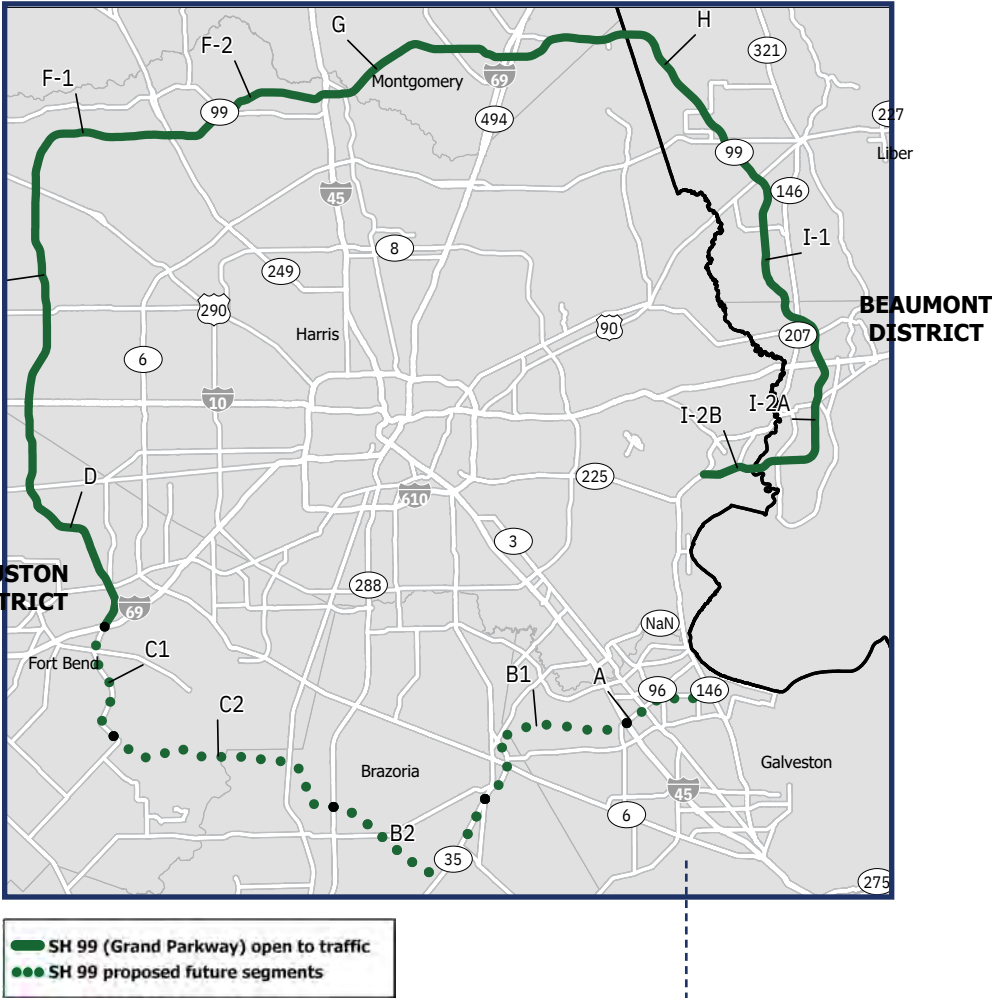 G
H
F-2
321
F-1
Montgomery
69
99
494
227
Liber
99
45
146
8
I-1
249
290
BEAUMONT
DISTRICT
90
Harris
207
6
10
I-2A
I-2B
D
225
610
3
USTON
TRICT
288
69
NaN
Fort Bend
C1
B1
A
96
146
C2
Brazoria
Galveston
45
6
B2
35
275
SH 99 (Grand Parkway) open to traffic
SH 99 proposed future segments